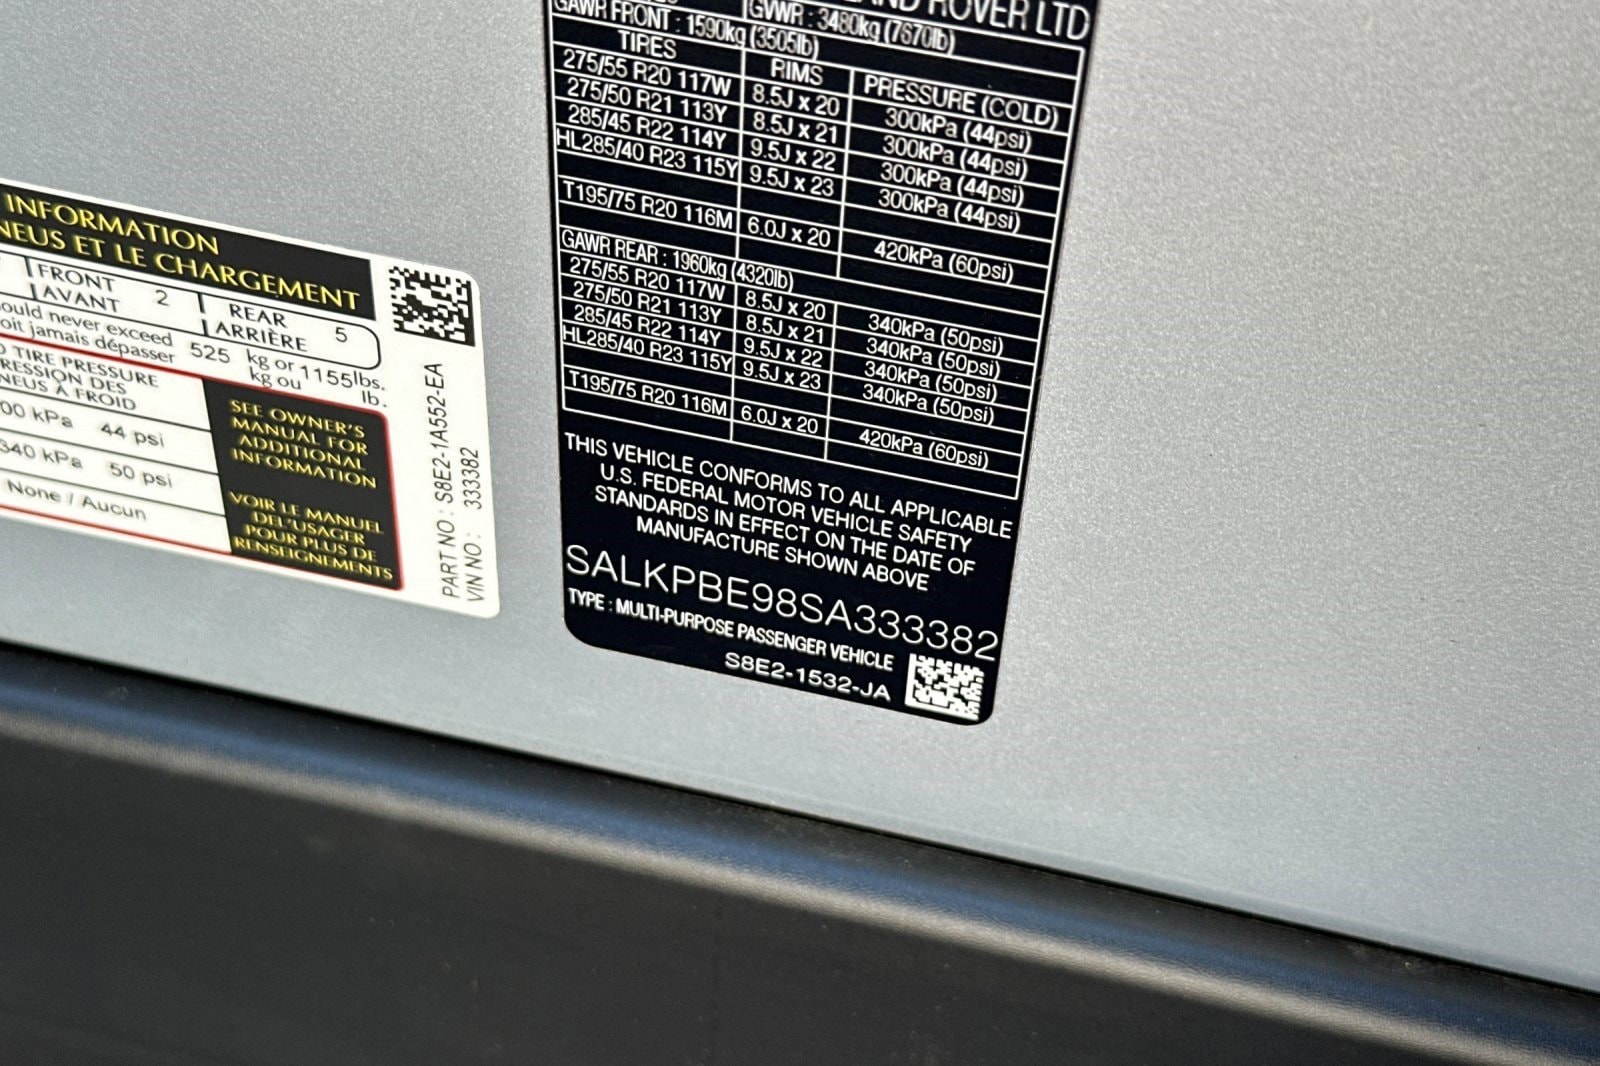 INFORMATION
NEUS ET LE CHARGEMENT
FRONT 2 REAR 5
AVANT ARRIÈRE
ould never exceed 525 kg or 1155 lbs.
oit jamais dépasser kg ou lb.
TIRE PRESSURE
RESSION DES
NEUS À FROID
00 kPa 44 psi
340 kPa 50 psi
None / Aucun
SEE OWNER'S
MANUAL FOR
ADDITIONAL
INFORMATION
VOIR LE MANUEL
DEL'USAGER
POUR PLUS DE
RENSEIGNEMENTS
PART NO : S8E2-1A552-EA
VIN NO : 333382
LAND ROVER LTD
GVWR : 3480kg (7670lb)
GAWR FRONT : 1590kg (3505lb)
TIRES RIMS PRESSURE (COLD)
275/55 R20 117W 8.5J x 20 300kPa (44psi)
275/50 R21 113Y 8.5J x 21 300kPa (44psi)
285/45 R22 114Y 9.5J x 22 300kPa (44psi)
HL285/40 R23 115Y 9.5J x 23 300kPa (44psi)
T195/75 R20 116M 6.0J x 20 420kPa (60psi)
GAWR REAR : 1960kg (4320lb)
275/55 R20 117W 8.5J x 20 340kPa (50psi)
275/50 R21 113Y 8.5J x 21 340kPa (50psi)
285/45 R22 114Y 9.5J x 22 340kPa (50psi)
HL285/40 R23 115Y 9.5J x 23 340kPa (50psi)
T195/75 R20 116M 6.0J x 20 420kPa (60psi)
THIS VEHICLE CONFORMS TO ALL APPLICABLE
U.S. FEDERAL MOTOR VEHICLE SAFETY
STANDARDS IN EFFECT ON THE DATE OF
MANUFACTURE SHOWN ABOVE
SALKPBE98SA333382
TYPE : MULTI-PURPOSE PASSENGER VEHICLE
S8E2-1532-JA